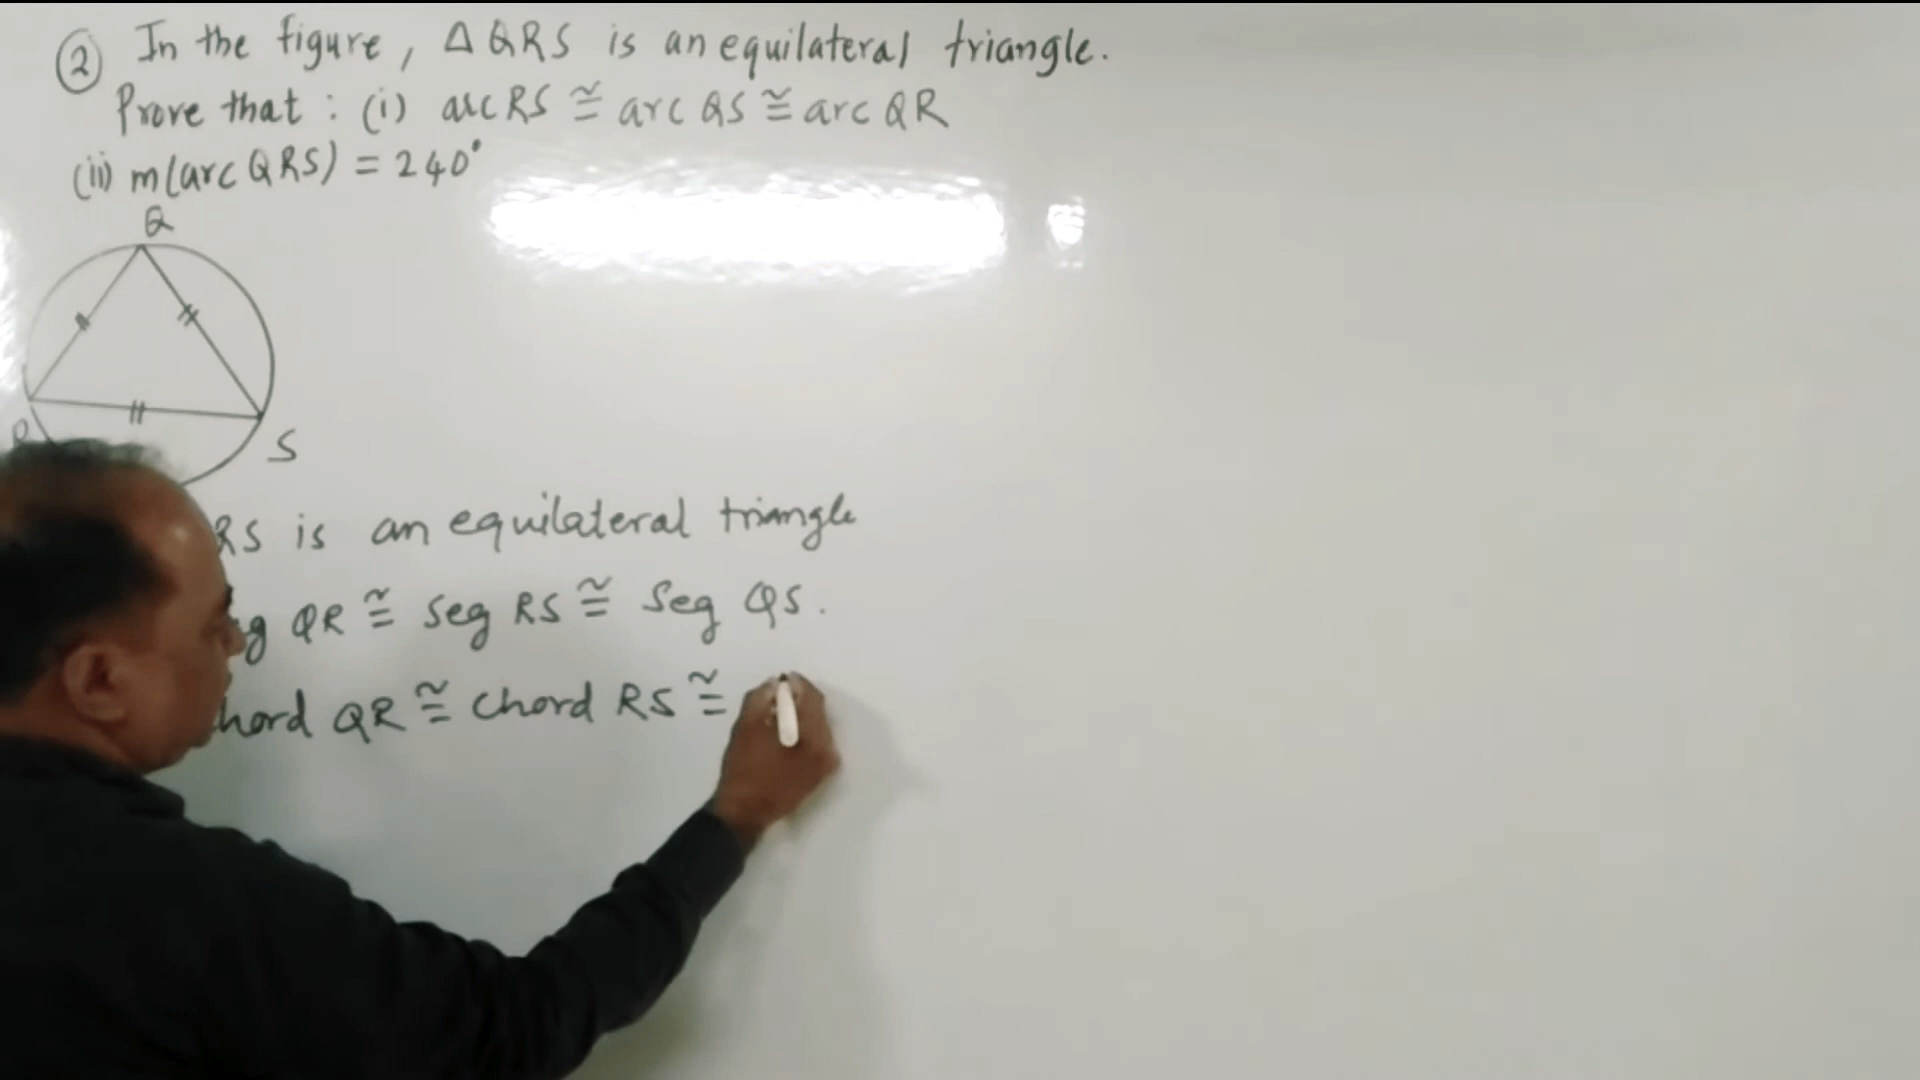 ② In the figure, Δ QRS is an equilateral triangle.
Prove that : (i) arc RS ≅ arc QS ≅ arc QR
(ii) m(arc QRS) = 240°
Q
R
S
RS is an equilateral triangle
QR ≅ seg RS ≅ seg QS.
hord QR ≅ chord RS ≅